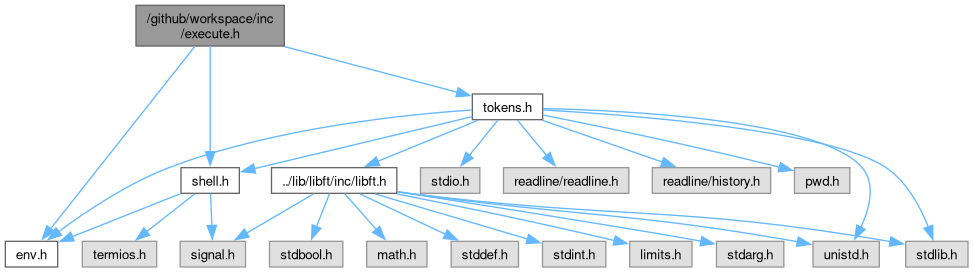 /github/workspace/inc
/execute.h
tokens.h
shell.h
../lib/libft/inc/libft.h
stdio.h
readline/readline.h
readline/history.h
pwd.h
env.h
termios.h
signal.h
stdbool.h
math.h
stddef.h
stdint.h
limits.h
stdarg.h
unistd.h
stdlib.h